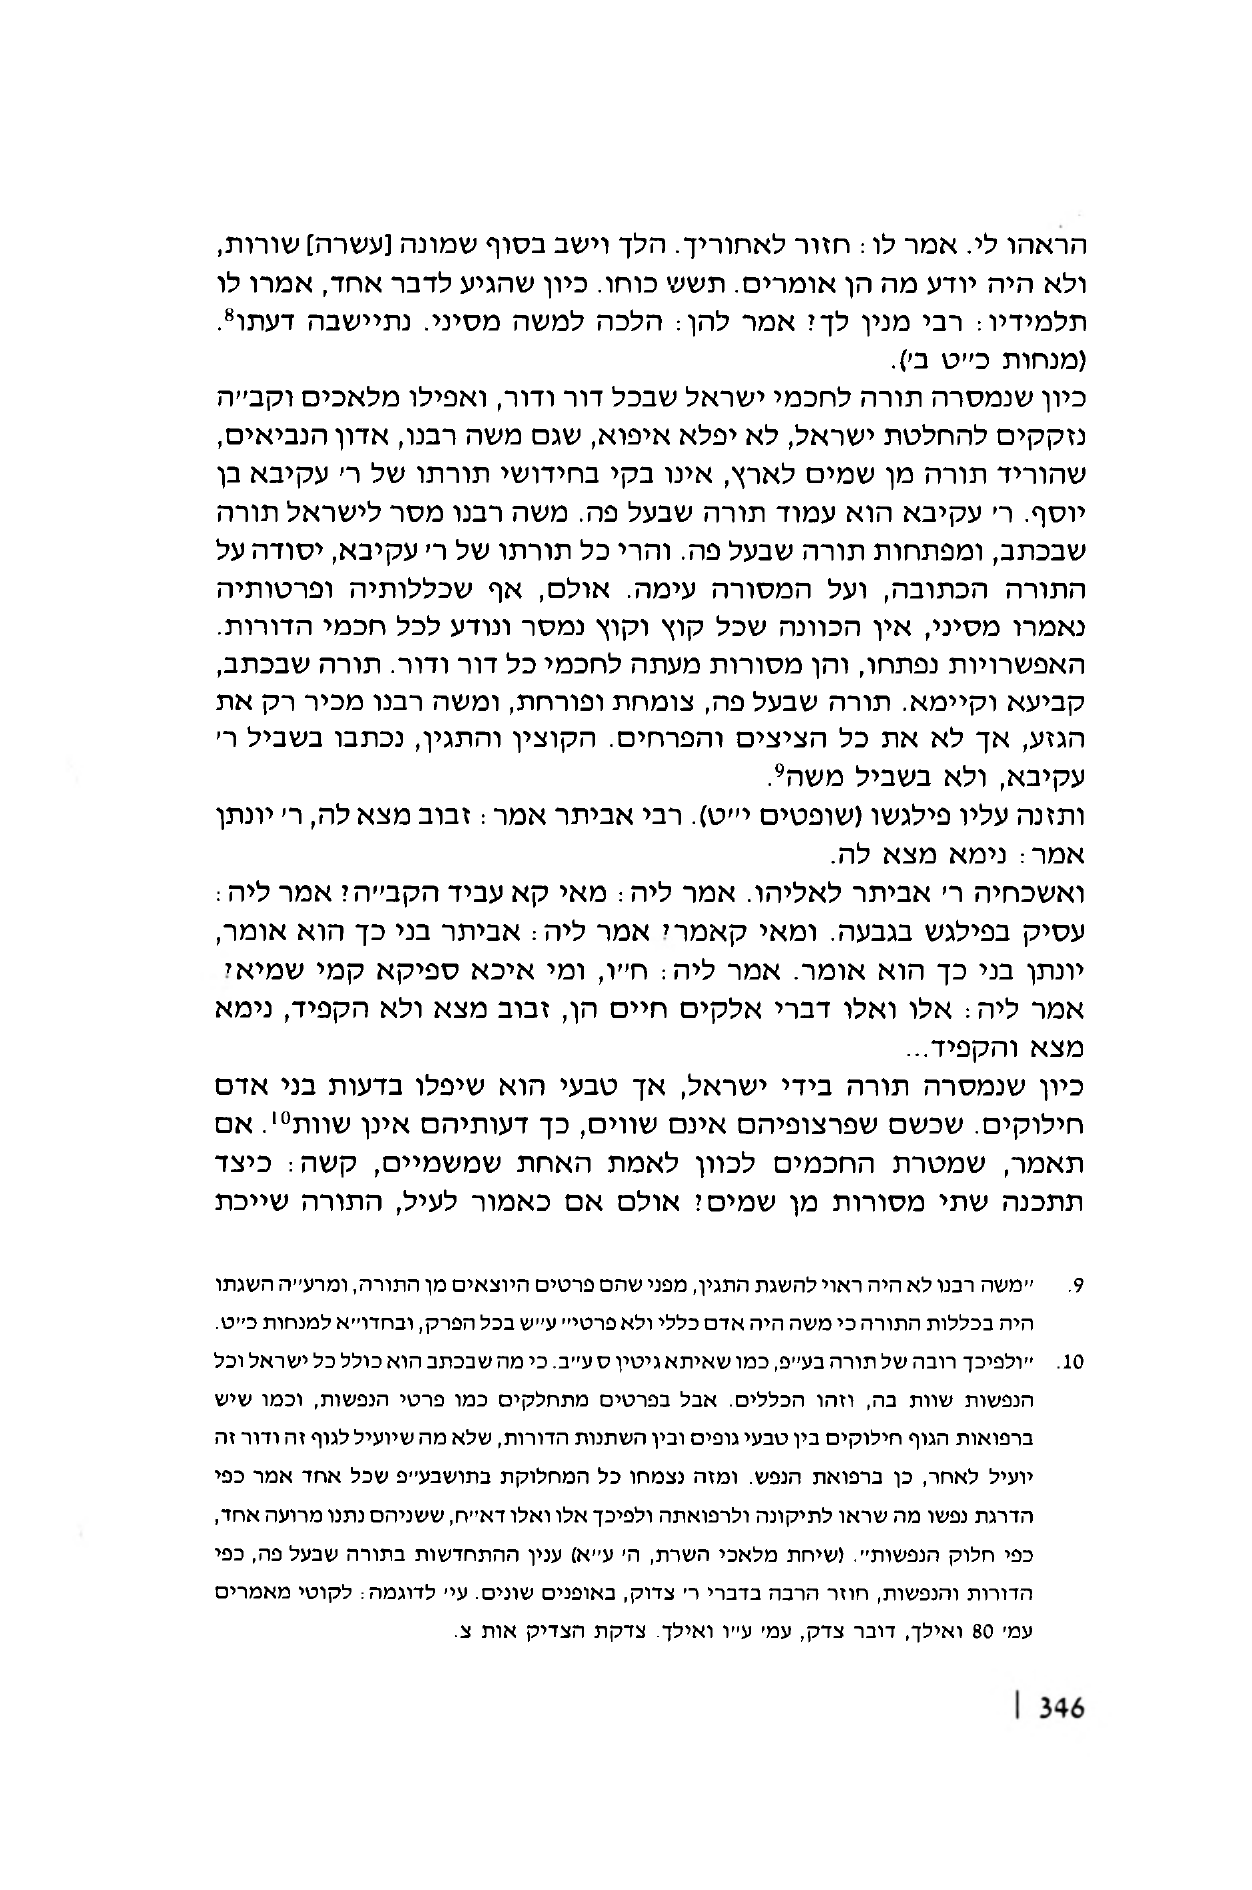 הראהו לי. אמר לו: חזור לאחוריך. הלך וישב בסוף שמונה [עשרה] שורות,
ולא היה יודע מה הן אומרים. תשש כוחו. כיון שהגיע לדבר אחד, אמרו לו
תלמידיו: רבי מנין לך? אמר להן: הלכה למשה מסיני. נתיישבה דעתו8.
(מנחות כ״ט ב׳).
כיון שנמסרה תורה לחכמי ישראל שבכל דור ודור, ואפילו מלאכים וקב״ה
נזקקים להחלטת ישראל, לא יפלא איפוא, שגם משה רבנו, אדון הנביאים,
שהוריד תורה מן שמים לארץ, אינו בקי בחידושי תורתו של ר׳ עקיבא בן
יוסף. ר׳ עקיבא הוא עמוד תורה שבעל פה. משה רבנו מסר לישראל תורה
שבכתב, ומפתחות תורה שבעל פה. והרי כל תורתו של ר׳ עקיבא, יסודה על
התורה הכתובה, ועל המסורה עימה. אולם, אף שכללותיה ופרטותיה
נאמרו מסיני, אין הכוונה שכל קוץ וקוץ נמסר ונודע לכל חכמי הדורות.
האפשרויות נפתחו, והן מסורות מעתה לחכמי כל דור ודור. תורה שבכתב,
קביעא וקיימא. תורה שבעל פה, צומחת ופורחת, ומשה רבנו מכיר רק את
הגזע, אך לא את כל הציצים והפרחים. הקוצין והתגין, נכתבו בשביל ר׳
עקיבא, ולא בשביל משה9.
ותזנה עליו פילגשו (שופטים י״ט). רבי אביתר אמר: זבוב מצא לה, ר׳ יונתן
אמר: נימא מצא לה.
ואשכחיה ר׳ אביתר לאליהו. אמר ליה: מאי קא עביד הקב״ה? אמר ליה:
עסיק בפילגש בגבעה. ומאי קאמר? אמר ליה: אביתר בני כך הוא אומר,
יונתן בני כך הוא אומר. אמר ליה: ח״ו, ומי איכא ספיקא קמי שמיא?
אמר ליה: אלו ואלו דברי אלקים חיים הן, זבוב מצא ולא הקפיד, נימא
מצא והקפיד...
כיון שנמסרה תורה בידי ישראל, אך טבעי הוא שיפלו בדעות בני אדם
חילוקים. שכשם שפרצופיהם אינם שווים, כך דעותיהם אינן שוות10. אם
תאמר, שמטרת החכמים לכוון לאמת האחת שמשמיים, קשה: כיצד
תתכנה שתי מסורות מן שמים? אולם אם כאמור לעיל, התורה שייכת
9. ״משה רבנו לא היה ראוי להשגת התגין, מפני שהם פרטים היוצאים מן התורה, ומרע״ה השגתו
היה בכללות התורה כי משה היה אדם כללי ולא פרטי״ ע״ש בכל הפרק, ובחדו״א למנחות כ״ט.
10. ״ולפיכך רובה של תורה בע״פ, כמו שאיתא גיטין ס ע״ב. כי מה שבכתב הוא כולל כל ישראל וכל
הנפשות שוות בה, וזהו הכללים. אבל בפרטים מתחלקים כמו פרטי הנפשות, וכמו שיש
ברפואות הגוף חילוקים בין טבעי גופים ובין השתנות הדורות, שלא מה שיועיל לגוף זה ודור זה
יועיל לאחר, כן ברפואת הנפש. ומזה נצמחו כל המחלוקת בתושבע״פ שכל אחד אמר כפי
הדרגת נפשו מה שראו לתיקונה ולרפואתה ולפיכך אלו ואלו דא״ח, ששניהם נתנו מרועה אחד,
כפי חלוק הנפשות״. (שיחת מלאכי השרת, ה׳ ע״א) ענין ההתחדשות בתורה שבעל פה, כפי
הדורות והנפשות, חוזר הרבה בדברי ר׳ צדוק, באופנים שונים. עי׳ לדוגמה: לקוטי מאמרים
עמ׳ 80 ואילך, דובר צדק, עמ׳ ע״ו ואילך. צדקת הצדיק אות צ.
346 |